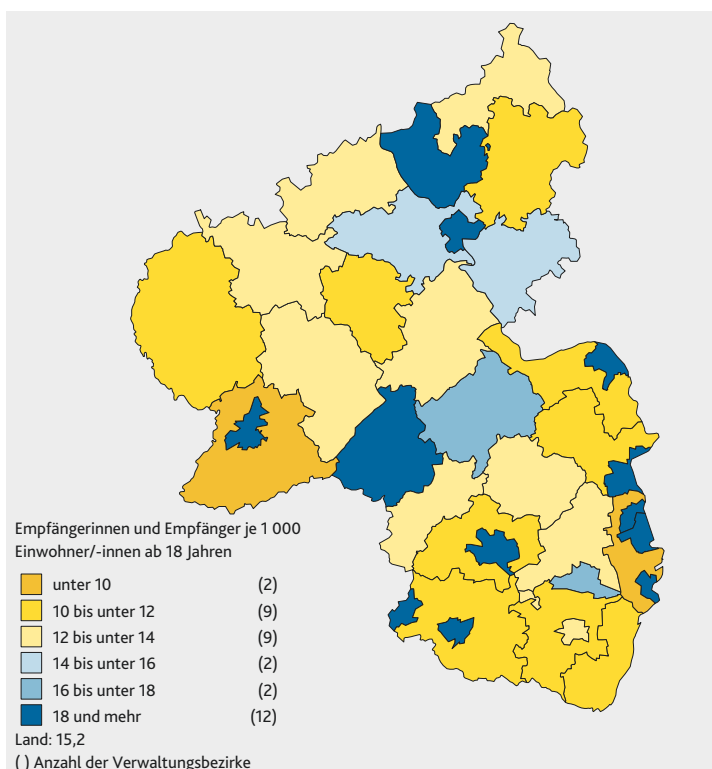 Empfängerinnen und Empfänger je 1 000
Einwohner/-innen ab 18 Jahren
unter 10 (2)
10 bis unter 12 (9)
12 bis unter 14 (9)
14 bis unter 16 (2)
16 bis unter 18 (2)
18 und mehr (12)
Land: 15,2
( ) Anzahl der Verwaltungsbezirke